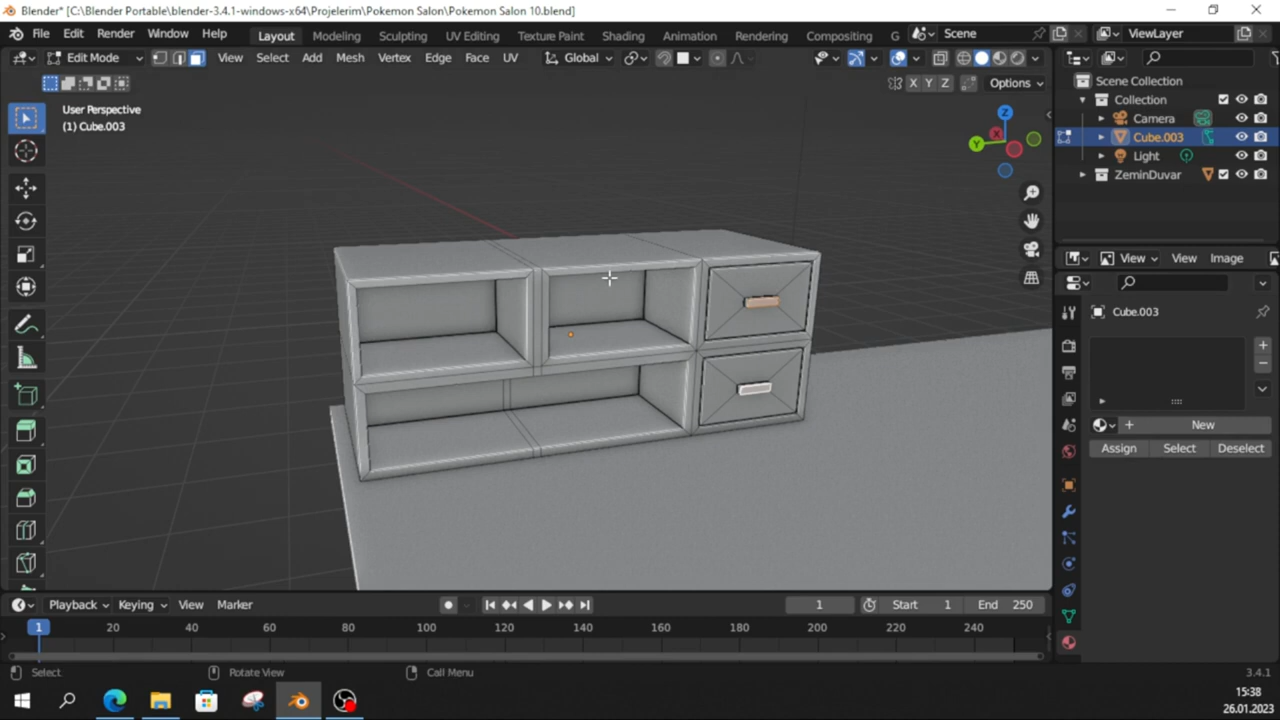 Blender* [C:\Blender Portable\blender-3.4.1-windows-x64\Projelerim\Pokemon Salon\Pokemon Salon 10.blend]
File Edit Render Window Help Layout Modeling Sculpting UV Editing Texture Paint Shading Animation Rendering Compositing G Scene ViewLayer
Edit Mode View Select Add Mesh Vertex Edge Face UV Global
X Y Z Options
User Perspective
(1) Cube.003
Z
X
Y
Scene Collection
Collection
Camera
Cube.003
Light
ZeminDuvar
View View Image
Cube.003
New
Assign Select Deselect
Playback Keying View Marker 1 Start 1 End 250
1 20 40 60 80 100 120 140 160 180 200 220 240
Select Rotate View Call Menu 3.4.1
15:38
26.01.2023